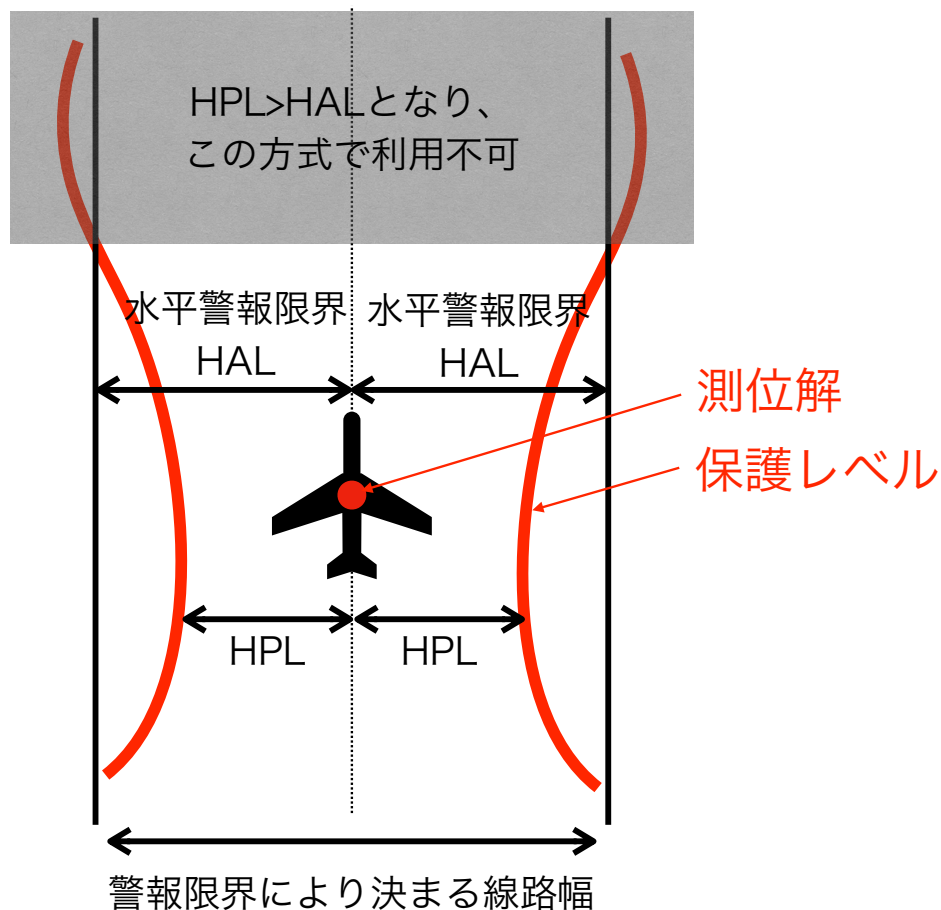 HPL>HALとなり、
この方式で利用不可
水平警報限界
HAL
水平警報限界
HAL
測位解
保護レベル
HPL
HPL
警報限界により決まる線路幅